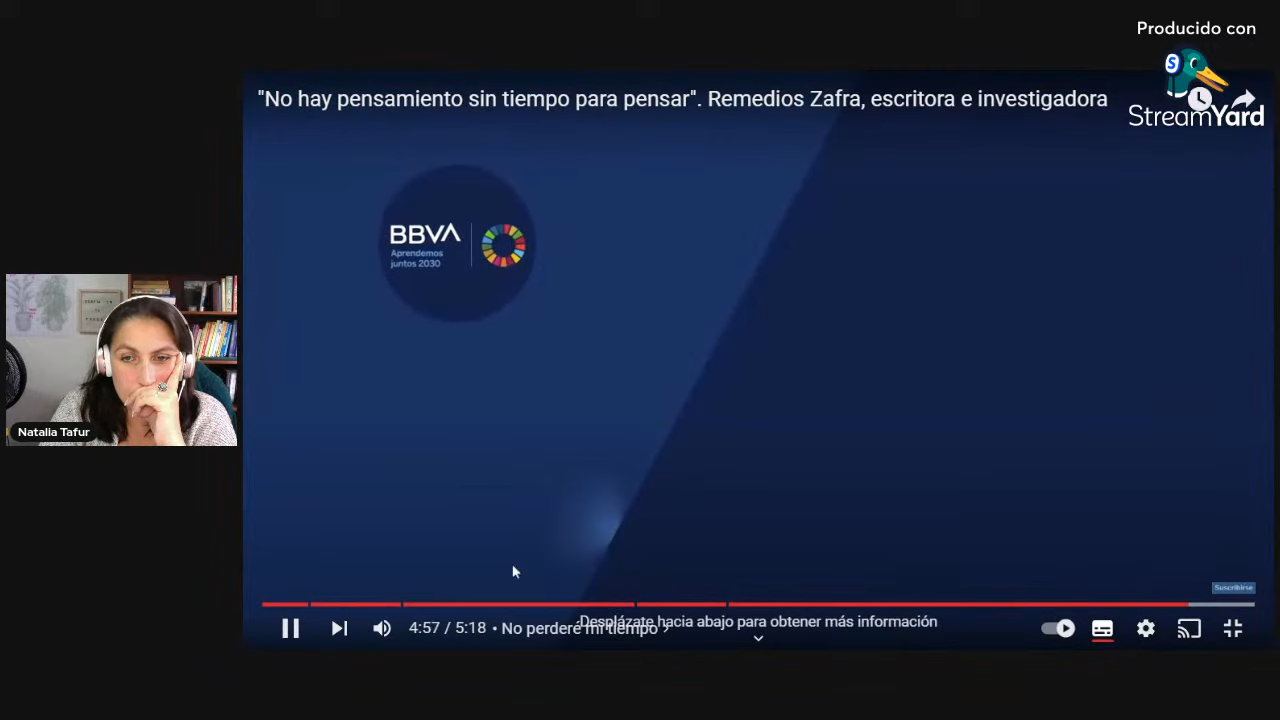 Producido con
StreamYard
"No hay pensamiento sin tiempo para pensar". Remedios Zafra, escritora e investigadora
BBVA
Aprendemos
juntos 2030
Natalia Tafur
Suscribirse
Desplázate hacia abajo para obtener más información
4:57 / 5:18 • No perderé mi tiempo